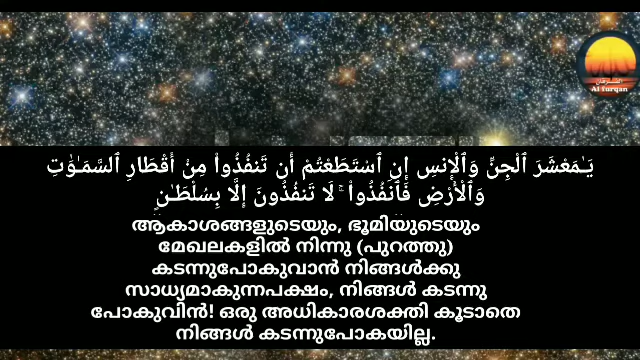 الفرقان
Al furqan
يَـٰمَعْشَرَ ٱلْجِنِّ وَٱلْإِنسِ إِنِ ٱسْتَطَعْتُمْ أَن تَنفُذُوا۟ مِنْ أَقْطَارِ ٱلسَّمَـٰوَٰتِ
وَٱلْأَرْضِ فَٱنفُذُوا۟ ۚ لَا تَنفُذُونَ إِلَّا بِسُلْطَـٰنٍ
ആകാശങ്ങളുടെയും, ഭൂമിയുടെയും
മേഖലകളിൽ നിന്നു (പുറത്തു)
കടന്നുപോകുവാൻ നിങ്ങൾക്കു
സാധ്യമാകുന്നപക്ഷം, നിങ്ങൾ കടന്നു
പോകുവിൻ! ഒരു അധികാരശക്തി കൂടാതെ
നിങ്ങൾ കടന്നുപോകയില്ല.